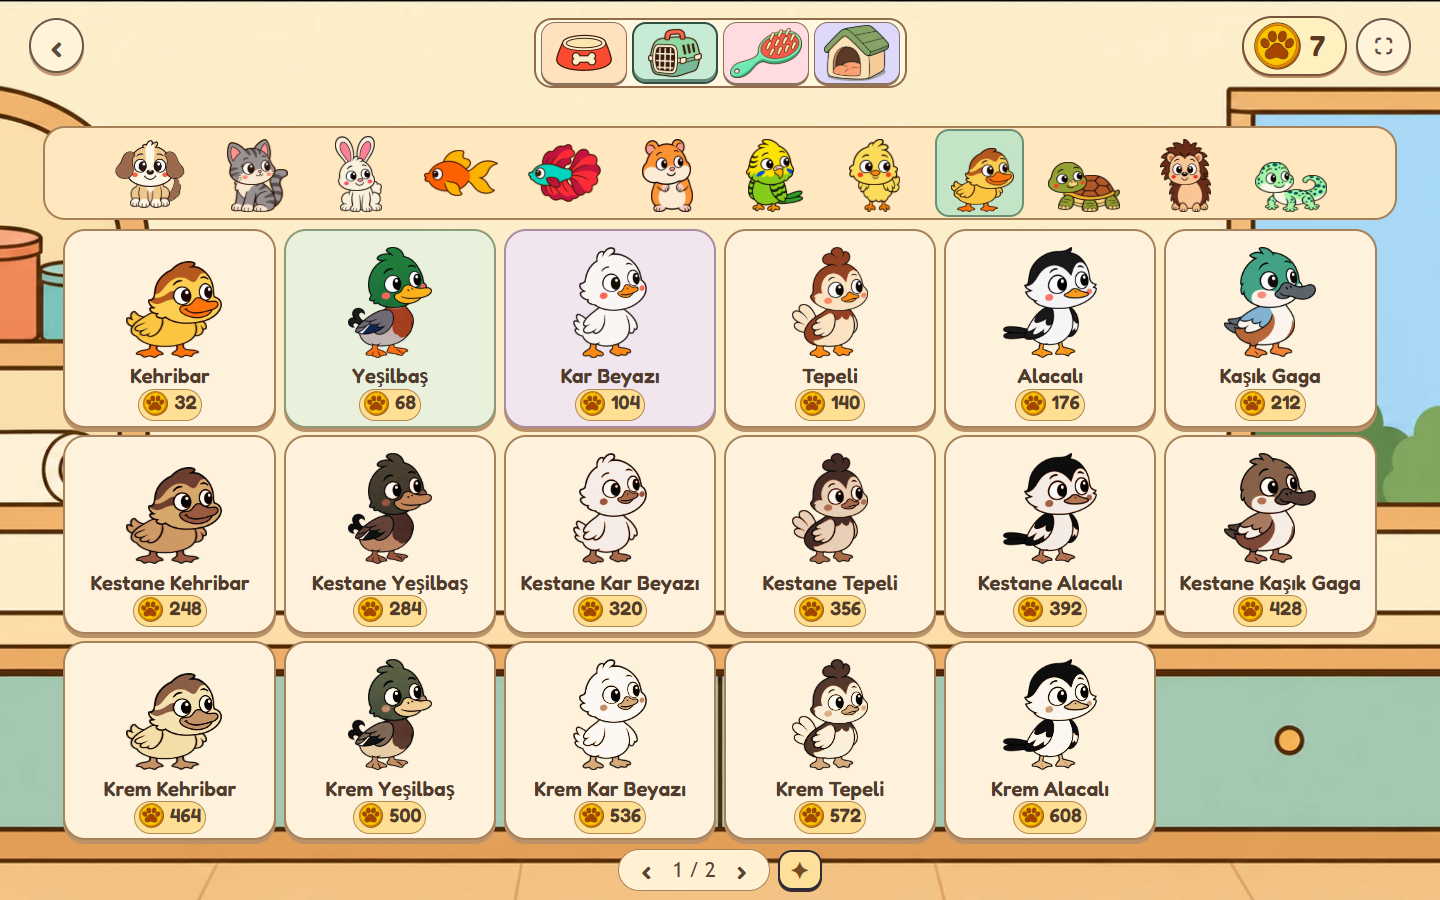 7
Kehribar
32
Yeşilbaş
68
Kar Beyazı
104
Tepeli
140
Alacalı
176
Kaşık Gaga
212
Kestane Kehribar
248
Kestane Yeşilbaş
284
Kestane Kar Beyazı
320
Kestane Tepeli
356
Kestane Alacalı
392
Kestane Kaşık Gaga
428
Krem Kehribar
464
Krem Yeşilbaş
500
Krem Kar Beyazı
536
Krem Tepeli
572
Krem Alacalı
608
1 / 2